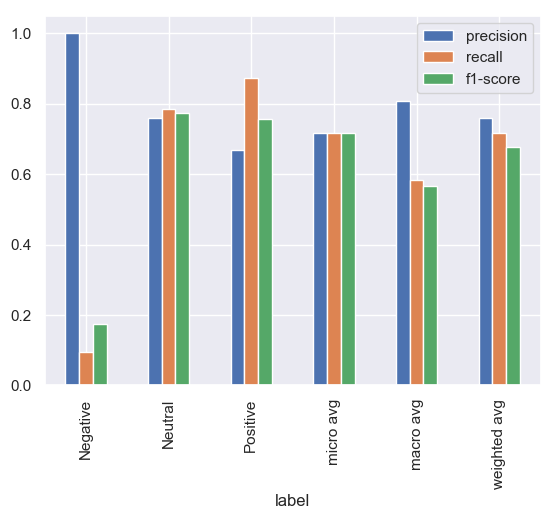 precision
recall
f1-score
1.0
0.8
0.6
0.4
0.2
0.0
Negative
Neutral
Positive
micro avg
macro avg
weighted avg
label